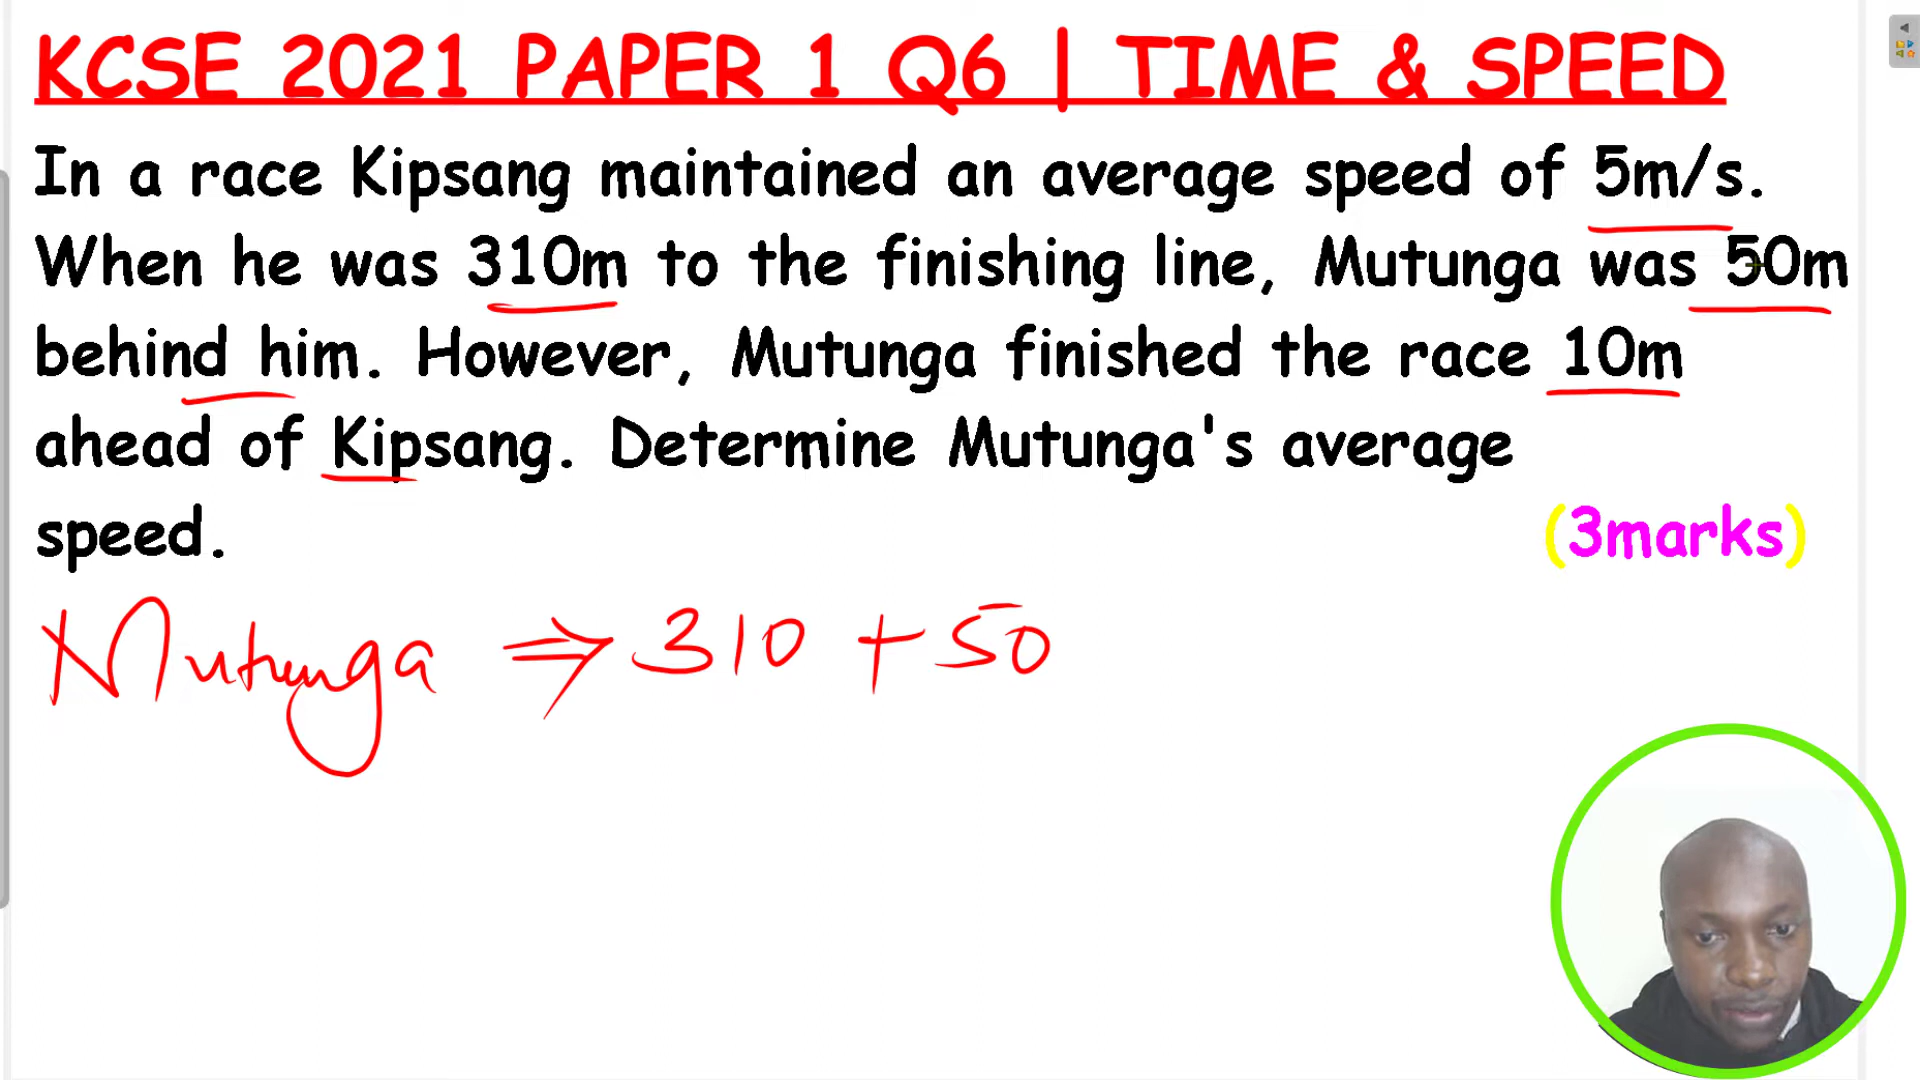 KCSE 2021 PAPER 1 Q6 | TIME & SPEED
In a race Kipsang maintained an average speed of 5m/s.
When he was 310m to the finishing line, Mutunga was 50m
behind him. However, Mutunga finished the race 10m
ahead of Kipsang. Determine Mutunga's average
speed. (3marks)
Mutunga ⇒ 310 + 50